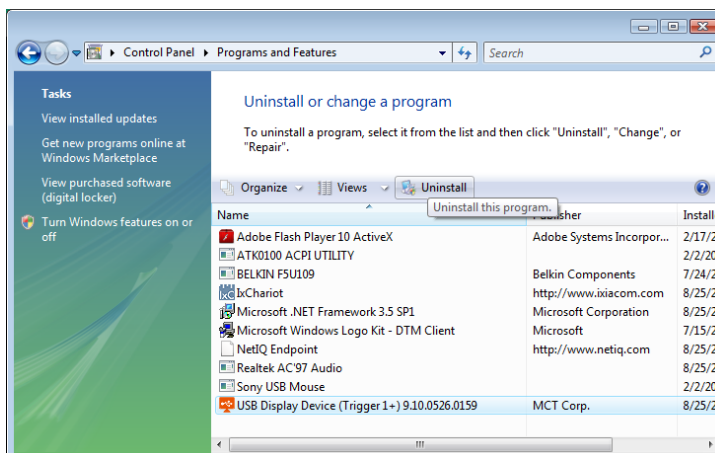 Control Panel Programs and Features Search
Tasks
View installed updates
Get new programs online at
Windows Marketplace
View purchased software
(digital locker)
Turn Windows features on or
off
Uninstall or change a program
To uninstall a program, select it from the list and then click "Uninstall", "Change", or
"Repair".
Organize Views Uninstall
Uninstall this program.
Name Install
Adobe Flash Player 10 ActiveX Adobe Systems Incorpor... 2/17/2
ATK0100 ACPI UTILITY 2/2/20
BELKIN F5U109 Belkin Components 7/24/2
IxChariot http://www.ixiacom.com 8/25/2
Microsoft .NET Framework 3.5 SP1 Microsoft Corporation 8/25/2
Microsoft Windows Logo Kit - DTM Client Microsoft 7/15/2
NetIQ Endpoint http://www.netiq.com 8/25/2
Realtek AC'97 Audio 8/25/2
Sony USB Mouse 2/2/20
USB Display Device (Trigger 1+) 9.10.0526.0159 MCT Corp. 8/25/2